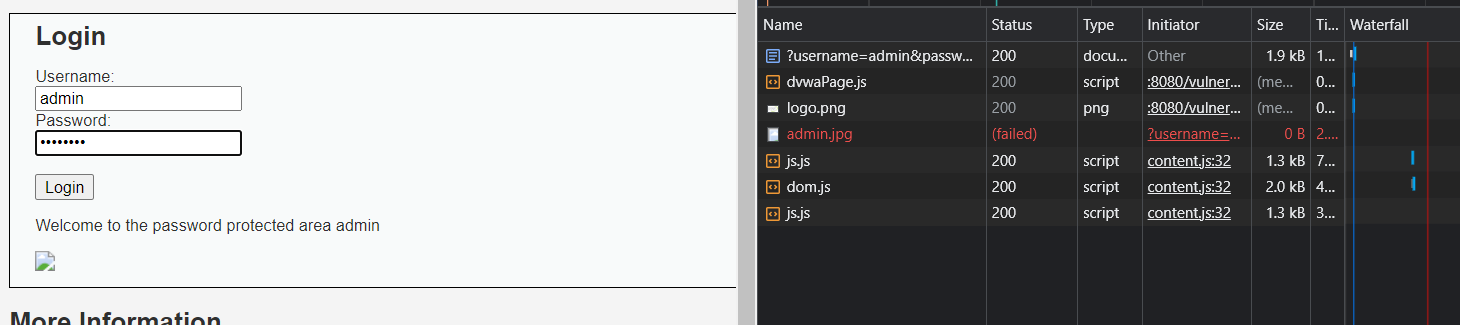 Login
Username:
admin
Password:
••••••••
Login
Welcome to the password protected area admin
More Information
Name Status Type Initiator Size Ti... Waterfall
?username=admin&passw... 200 docu... Other 1.9 kB 1...
dvwaPage.js 200 script :8080/vulner... (me... 0...
logo.png 200 png :8080/vulner... (me... 0...
admin.jpg (failed) ?username=... 0 B 2....
js.js 200 script content.js:32 1.3 kB 7...
dom.js 200 script content.js:32 2.0 kB 4...
js.js 200 script content.js:32 1.3 kB 3...